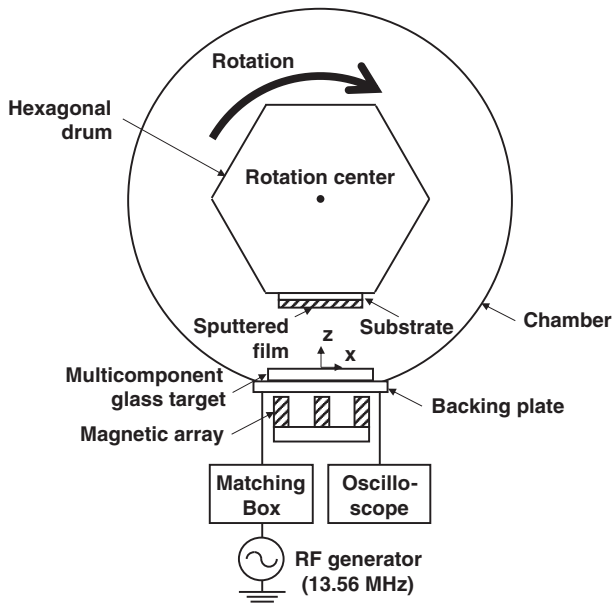 Rotation
Hexagonal
drum
Rotation center
Sputtered
film
Substrate
Chamber
z
x
Multicomponent
glass target
Backing plate
Magnetic array
Matching
Box
Oscillo-
scope
RF generator
(13.56 MHz)